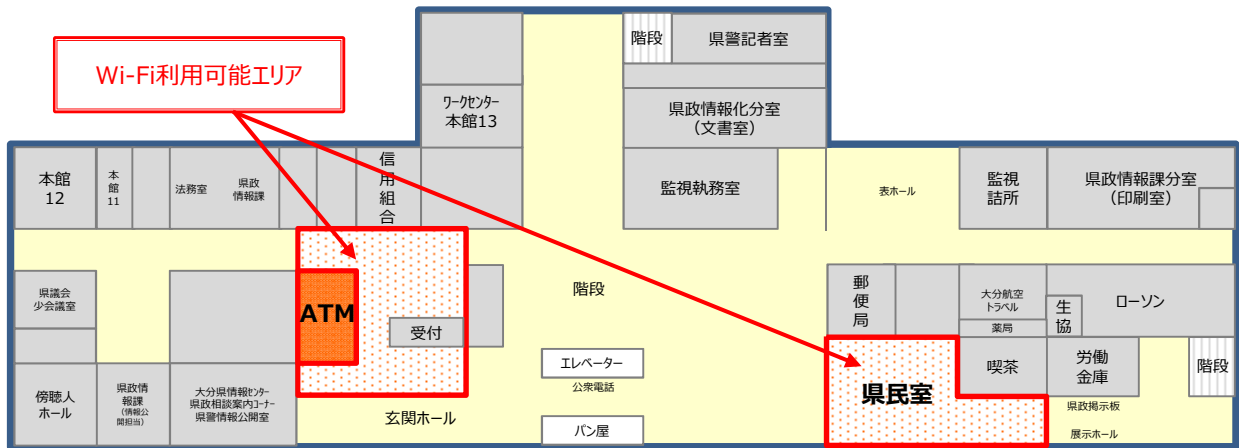 階段
県警記者室
Wi-Fi利用可能エリア
ワークセンター
本館13
県政情報化分室
（文書室）
本館
12
本
館
11
法務室
県政
情報課
信
用
組
合
監視執務室
表ホール
監視
詰所
県政情報課分室
（印刷室）
県議会
少会議室
ATM
受付
階段
郵
便
局
大分航空
トラベル
薬局
生
協
ローソン
エレベーター
公衆電話
県民室
喫茶
労働
金庫
階段
傍聴人
ホール
県政情
報課
（情報公
開担当）
大分県情報センター
県政相談案内コーナー
県警情報公開室
玄関ホール
パン屋
県政掲示板
展示ホール